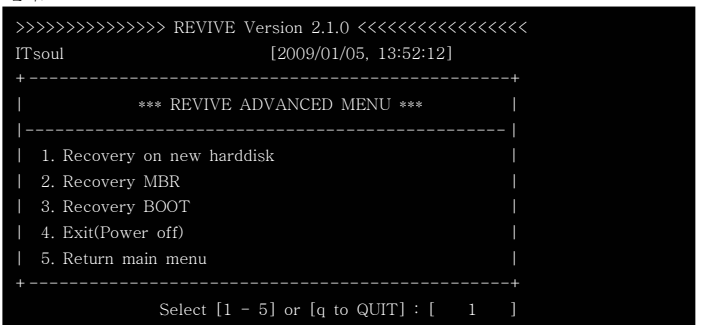 >>>>>>>>>>>>>>> REVIVE Version 2.1.0 <<<<<<<<<<<<<<<<<
ITsoul [2009/01/05, 13:52:12]
+------------------------------------------------+
| *** REVIVE ADVANCED MENU *** |
|------------------------------------------------|
| 1. Recovery on new harddisk |
| 2. Recovery MBR |
| 3. Recovery BOOT |
| 4. Exit(Power off) |
| 5. Return main menu |
+------------------------------------------------+
Select [1 - 5] or [q to QUIT] : [ 1 ]